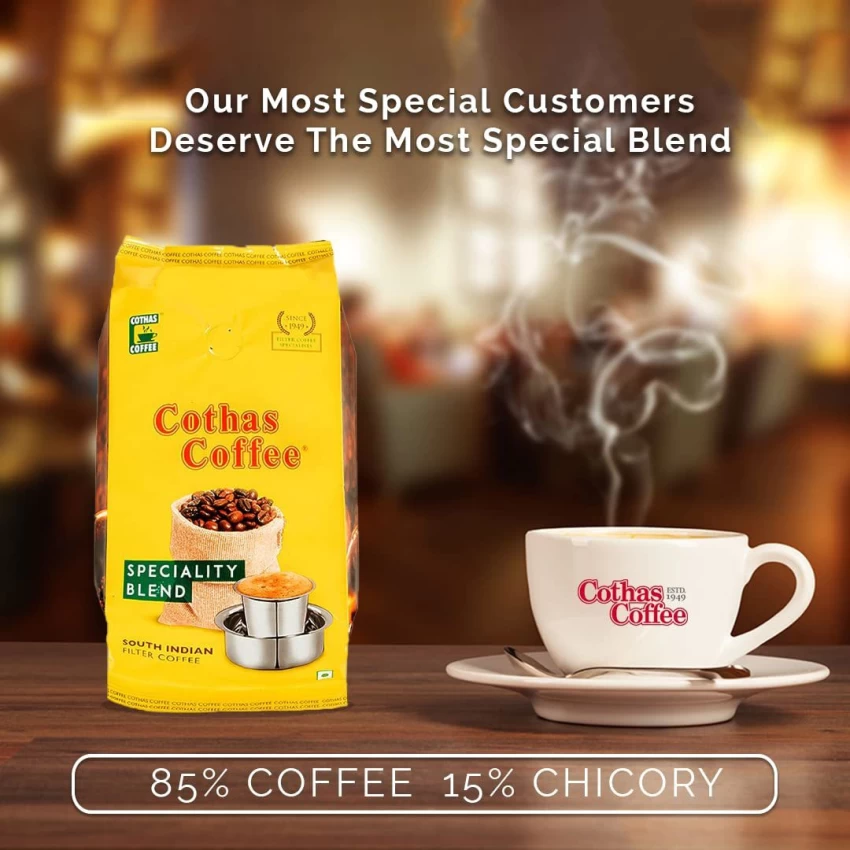 Our Most Special Customers
Deserve The Most Special Blend
COTHAS
COFFEE
SINCE
1949
FILTER COFFEE
SPECIALISTS
Cothas
Coffee
SPECIALITY
BLEND
SOUTH INDIAN
FILTER COFFEE
Cothas ESTD.
1949
Coffee
85% COFFEE 15% CHICORY